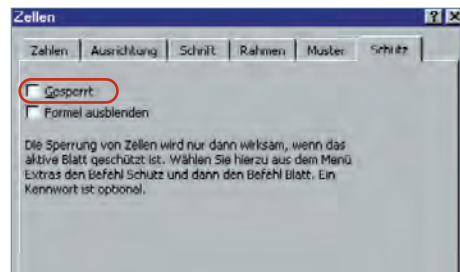 Zellen
Zahlen Ausrichtung Schrift Rahmen Muster Schutz
Gesperrt
Formel ausblenden
Die Sperrung von Zellen wird nur dann wirksam, wenn das
aktive Blatt geschützt ist. Wählen Sie hierzu aus dem Menü
Extras den Befehl Schutz und dann den Befehl Blatt. Ein
Kennwort ist optional.